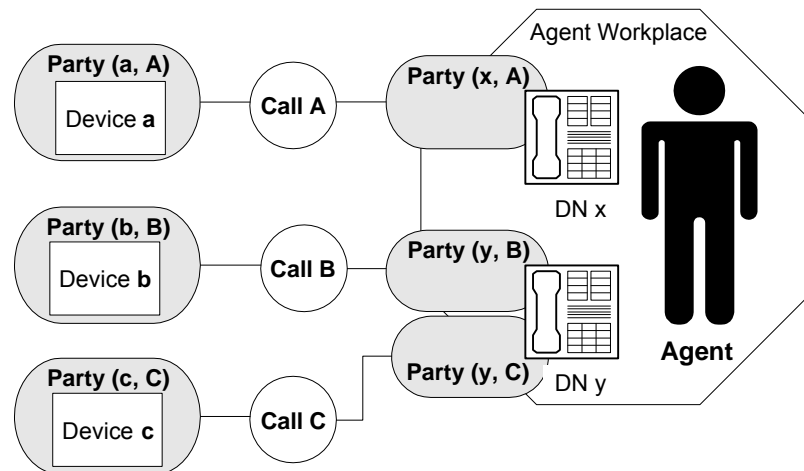 Agent Workplace
Party (a, A)
Device a
Call A
Party (x, A)
DN x
Party (b, B)
Device b
Call B
Party (y, B)
Agent
Party (c, C)
Device c
Call C
Party (y, C)
DN y